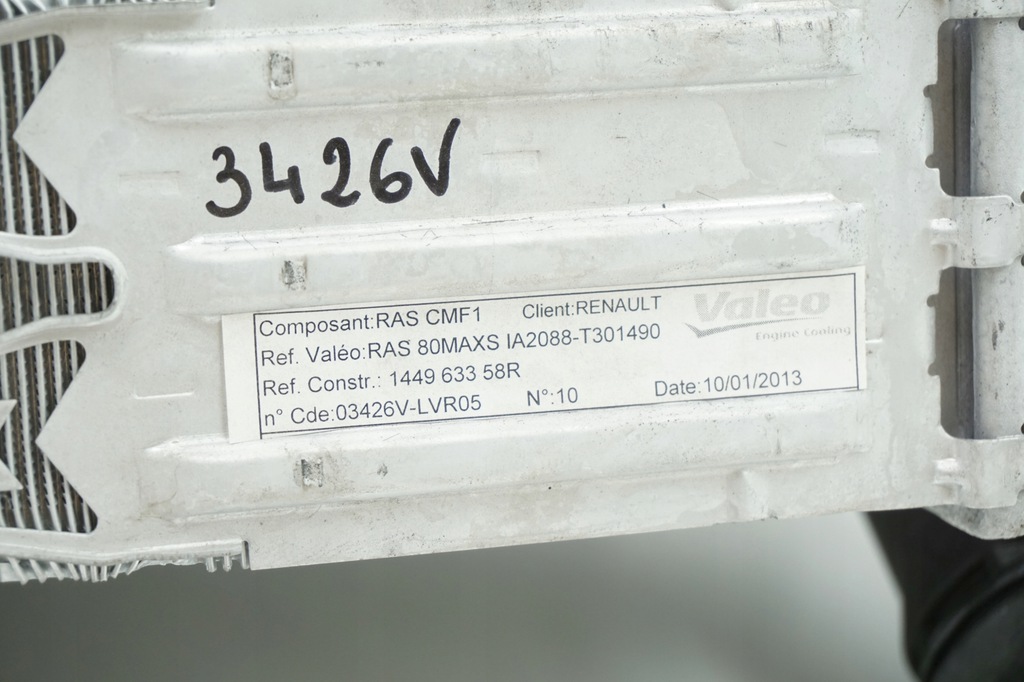 3426V
Composant:RAS CMF1 Client:RENAULT Valeo
Engine Cooling
Ref. Valéo:RAS 80MAXS IA2088-T301490
Ref. Constr.: 1449 633 58R
n° Cde:03426V-LVR05 N°:10 Date:10/01/2013